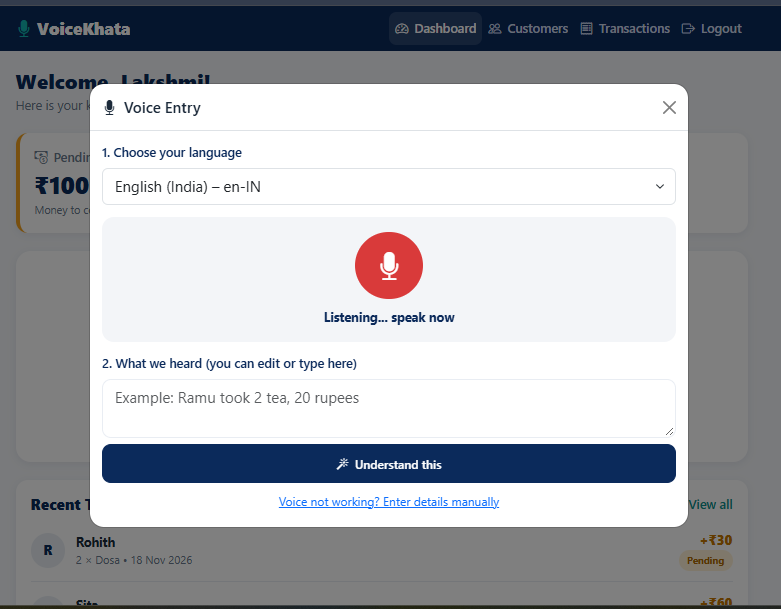 VoiceKhata
Dashboard Customers Transactions Logout
Welcome, Lakshmi!
Here is your k
Voice Entry
Pendin
₹100
Money to c
1. Choose your language
English (India) – en-IN
Listening... speak now
2. What we heard (you can edit or type here)
Example: Ramu took 2 tea, 20 rupees
Understand this
Voice not working? Enter details manually
Recent T
View all
R
Rohith
+₹30
2 × Dosa • 18 Nov 2026
Pending
Sita
+₹60